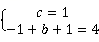 c = 1
−1 + b + 1 = 4